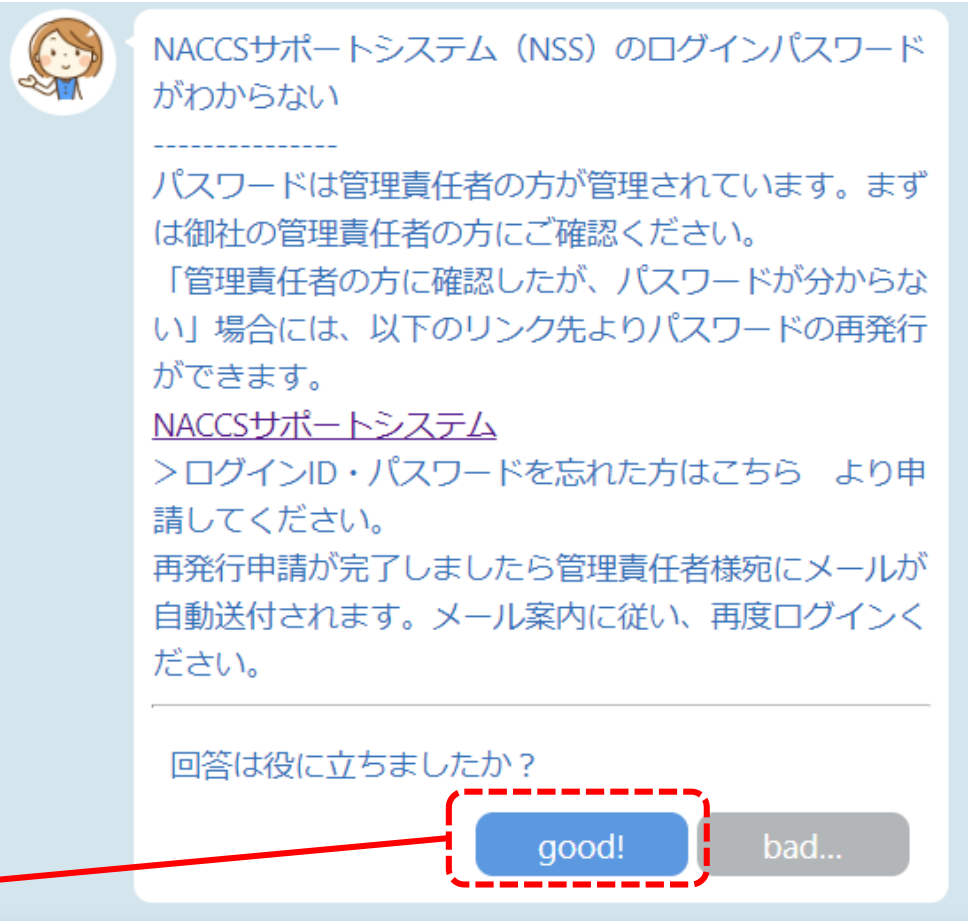 NACCSサポートシステム（NSS）のログインパスワード
がわからない
---------------
パスワードは管理責任者の方が管理されています。まず
は御社の管理責任者の方にご確認ください。
「管理責任者の方に確認したが、パスワードが分からな
い」場合には、以下のリンク先よりパスワードの再発行
ができます。
NACCSサポートシステム
＞ログインID・パスワードを忘れた方はこちら　より申
請してください。
再発行申請が完了しましたら管理責任者様宛にメールが
自動送付されます。メール案内に従い、再度ログインく
ださい。
回答は役に立ちましたか？
good! bad...